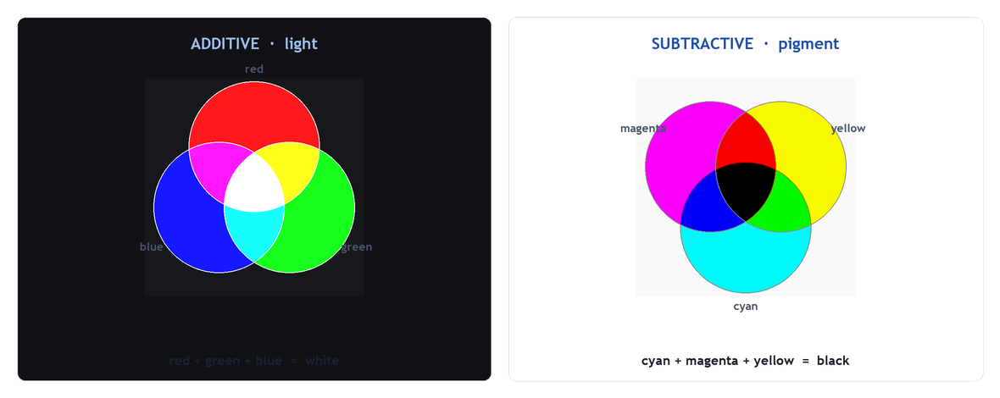 ADDITIVE · light
red
blue
green
red + green + blue = white
SUBTRACTIVE · pigment
magenta
yellow
cyan
cyan + magenta + yellow = black